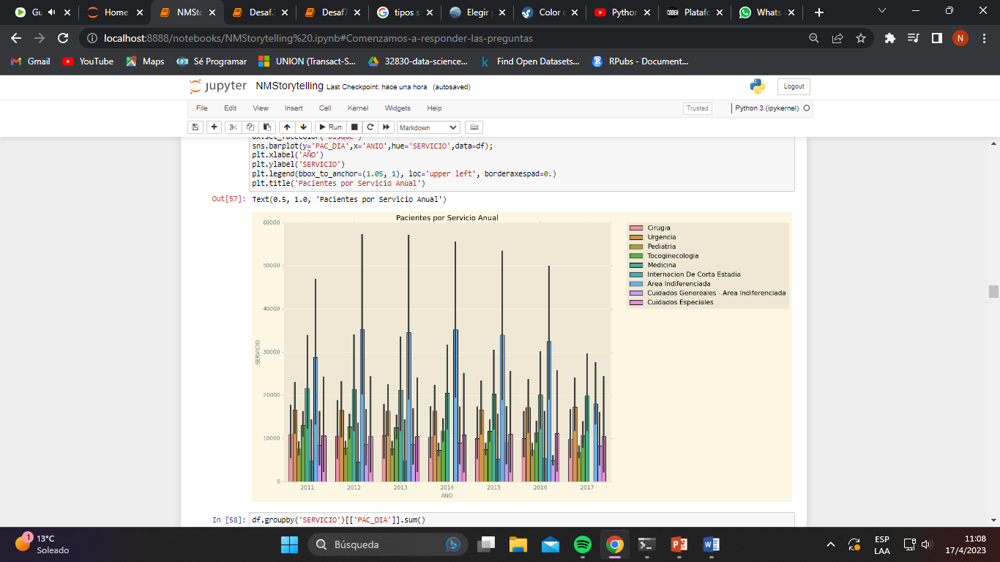 Gu
Home
NMSto
Desaf.
Desaf7
tipos s
Elegir
Color
Python
Platafo
Whats
localhost:8888/notebooks/NMStorytelling%20.ipynb#Comenzamos-a-responder-las-preguntas
N
Gmail
YouTube
Maps
Sé Programar
UNION (Transact-S...
32830-data-science...
Find Open Datasets...
RPubs - Document...
jupyter NMStorytelling Last Checkpoint: hace una hora (autosaved)
Logout
File Edit View Insert Cell Kernel Widgets Help
Trusted
Python 3 (ipykernel)
Run
Markdown
sns.barplot(y='PAC_DIA',x='ANIO',hue='SERVICIO',data=df);
plt.xlabel('AÑO')
plt.ylabel('SERVICIO')
plt.legend(bbox_to_anchor=(1.05, 1), loc='upper left', borderaxespad=0.)
plt.title('Pacientes por Servicio Anual')
Out[57]: Text(0.5, 1.0, 'Pacientes por Servicio Anual')
Pacientes por Servicio Anual
60000
50000
40000
30000
20000
10000
0
SERVICIO
2011 2012 2013 2014 2015 2016 2017
AÑO
Cirugia
Urgencia
Pediatria
Tocoginecologia
Medicina
Internacion De Corta Estadia
Area Indiferenciada
Cuidados Genereales - Area Indiferenciada
Cuidados Especiales
In [58]: df.groupby('SERVICIO')[['PAC_DIA']].sum()
1
13°C
Soleado
Búsqueda
ESP
LAA
11:08
17/4/2023